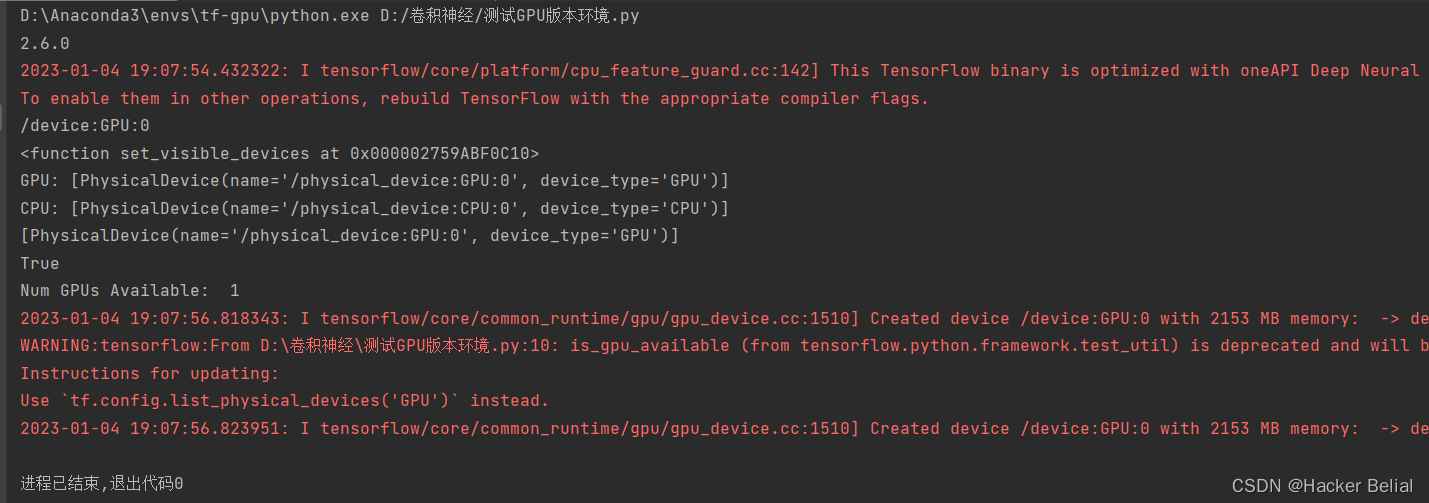 D:\Anaconda3\envs\tf-gpu\python.exe D:/卷积神经/测试GPU版本环境.py
2.6.0
2023-01-04 19:07:54.432322: I tensorflow/core/platform/cpu_feature_guard.cc:142] This TensorFlow binary is optimized with oneAPI Deep Neural
To enable them in other operations, rebuild TensorFlow with the appropriate compiler flags.
/device:GPU:0
<function set_visible_devices at 0x000002759ABF0C10>
GPU: [PhysicalDevice(name='/physical_device:GPU:0', device_type='GPU')]
CPU: [PhysicalDevice(name='/physical_device:CPU:0', device_type='CPU')]
[PhysicalDevice(name='/physical_device:GPU:0', device_type='GPU')]
True
Num GPUs Available:  1
2023-01-04 19:07:56.818343: I tensorflow/core/common_runtime/gpu/gpu_device.cc:1510] Created device /device:GPU:0 with 2153 MB memory:  -> de
WARNING:tensorflow:From D:\卷积神经\测试GPU版本环境.py:10: is_gpu_available (from tensorflow.python.framework.test_util) is deprecated and will b
Instructions for updating:
Use `tf.config.list_physical_devices('GPU')` instead.
2023-01-04 19:07:56.823951: I tensorflow/core/common_runtime/gpu/gpu_device.cc:1510] Created device /device:GPU:0 with 2153 MB memory:  -> de
进程已结束,退出代码0
CSDN @Hacker Belial